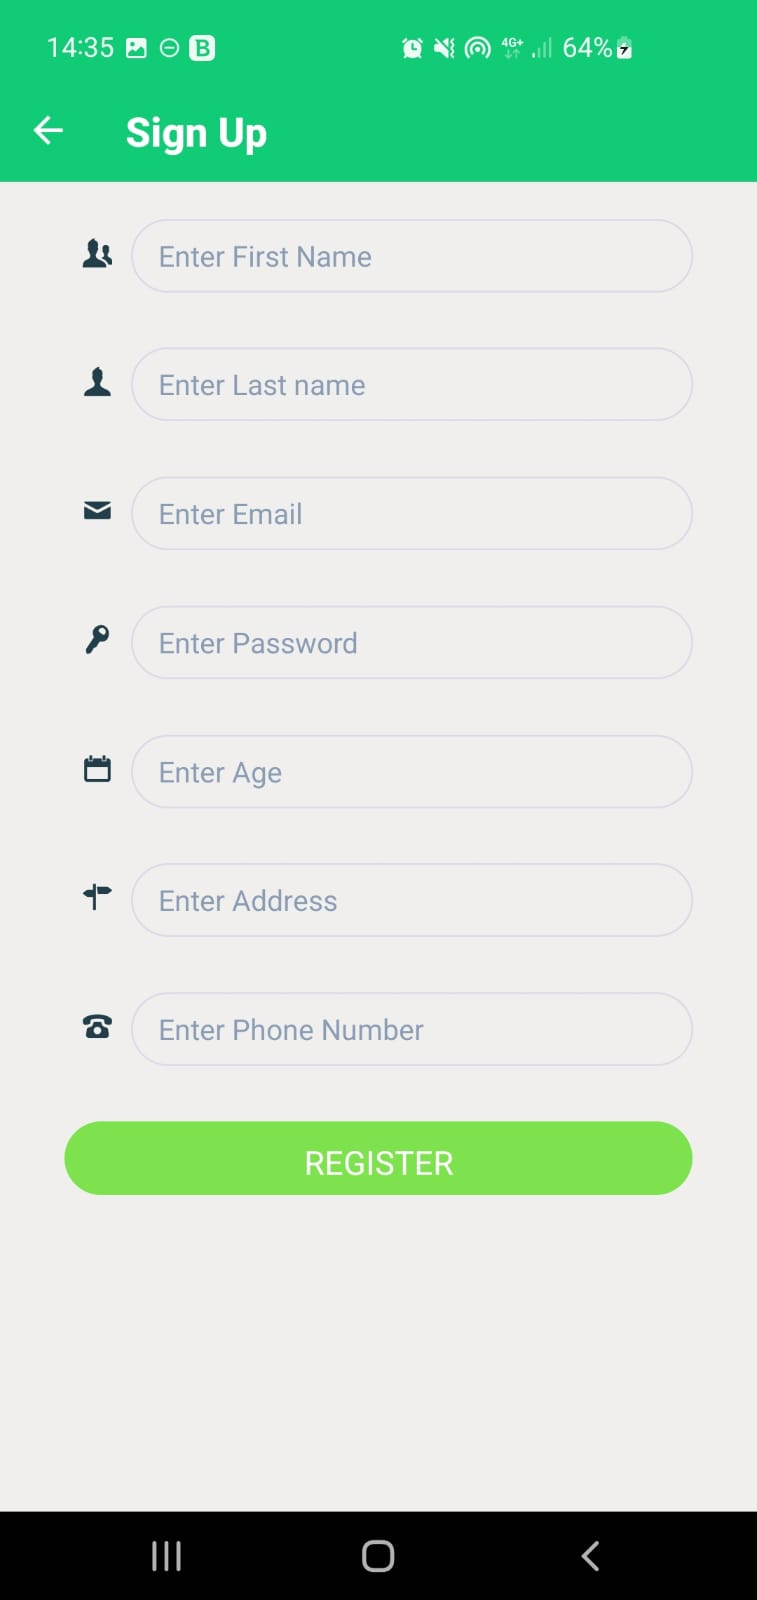 14:35 B 4G+ 64%
Sign Up
Enter First Name
Enter Last name
Enter Email
Enter Password
Enter Age
Enter Address
Enter Phone Number
REGISTER